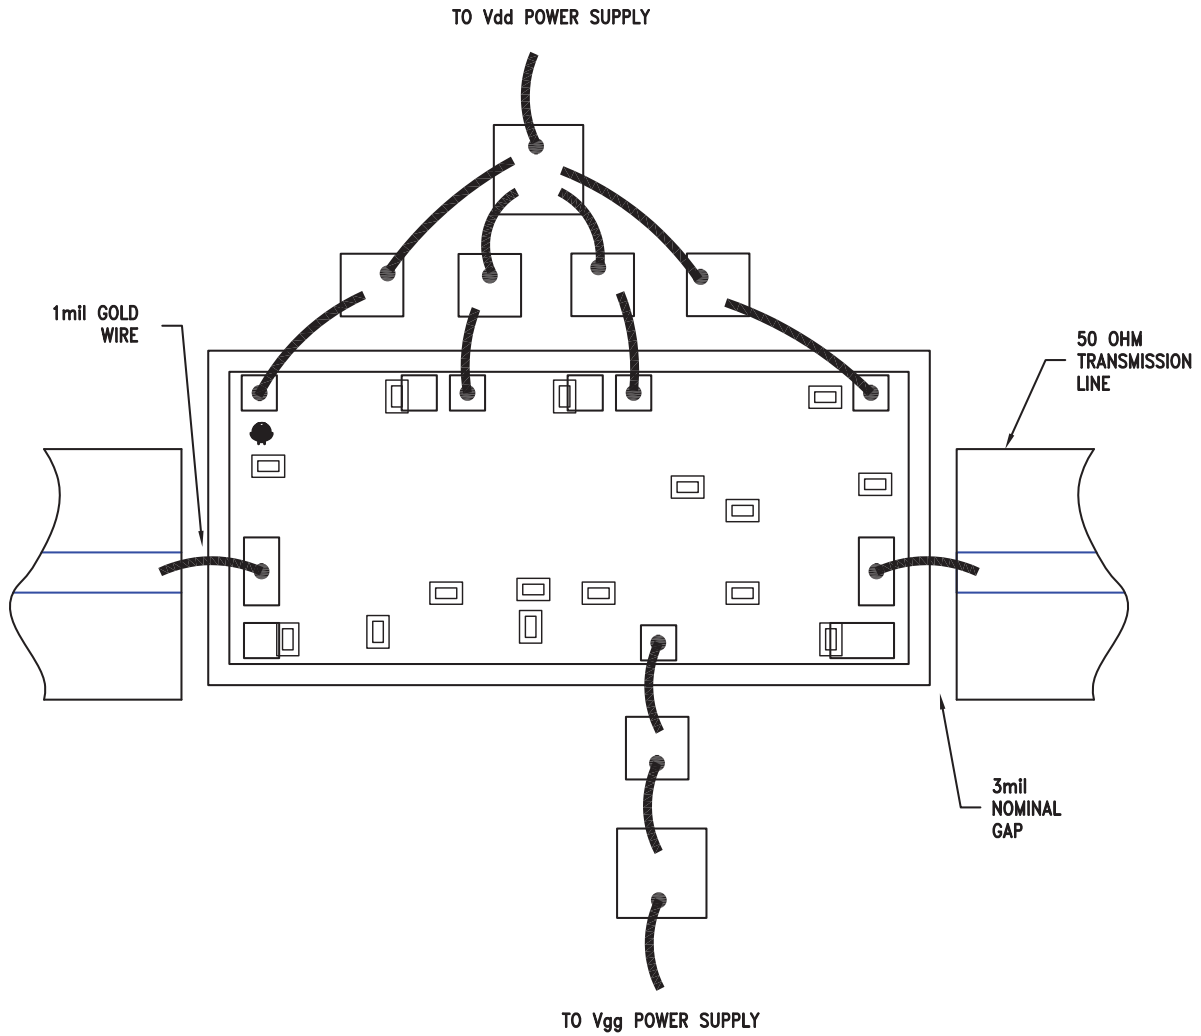 TO Vdd POWER SUPPLY
1mil GOLD
WIRE
50 OHM
TRANSMISSION
LINE
3mil
NOMINAL
GAP
TO Vgg POWER SUPPLY